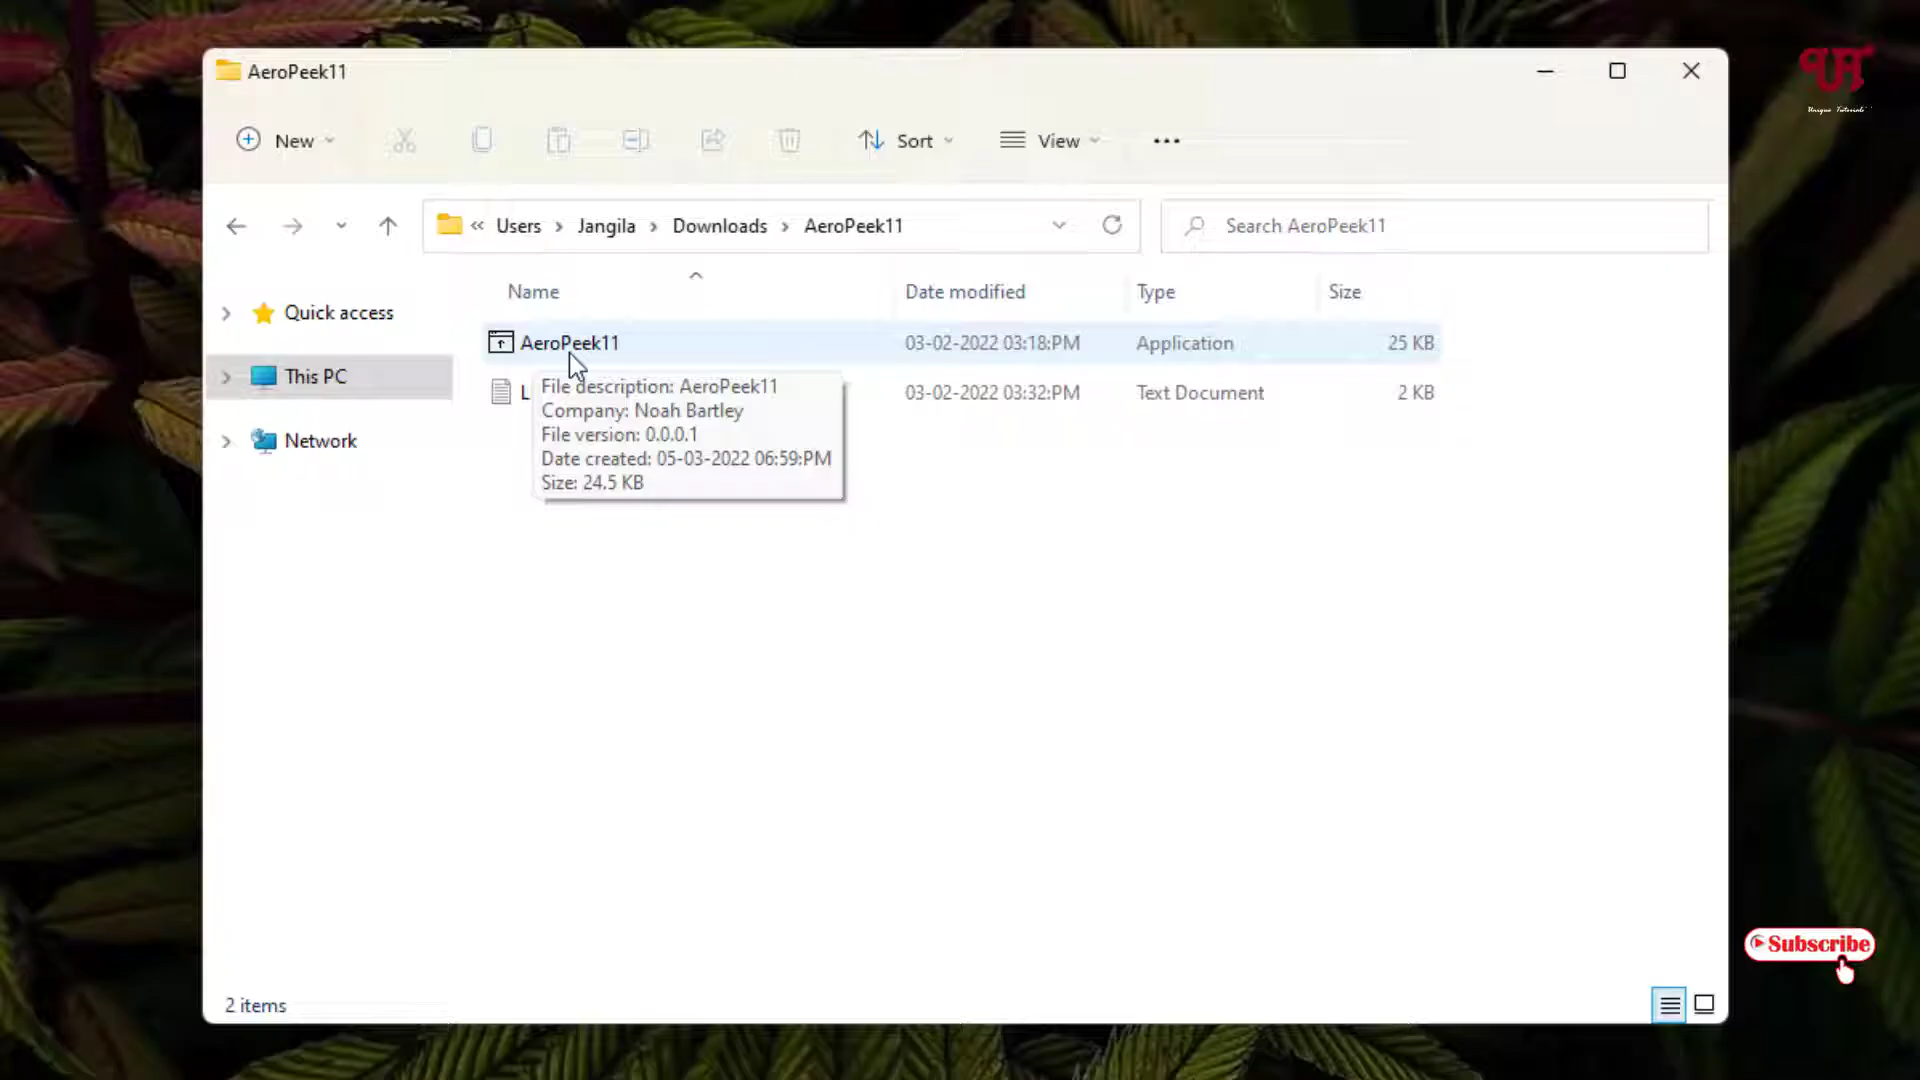 AeroPeek11
New
Sort
View
Users
Jangila
Downloads
AeroPeek11
Search AeroPeek11
Name
Date modified
Type
Size
Quick access
This PC
Network
AeroPeek11
03-02-2022 03:18:PM
Application
25 KB
L
03-02-2022 03:32:PM
Text Document
2 KB
File description: AeroPeek11
Company: Noah Bartley
File version: 0.0.0.1
Date created: 05-03-2022 06:59:PM
Size: 24.5 KB
2 items
UT
Unique Tutorials
Subscribe